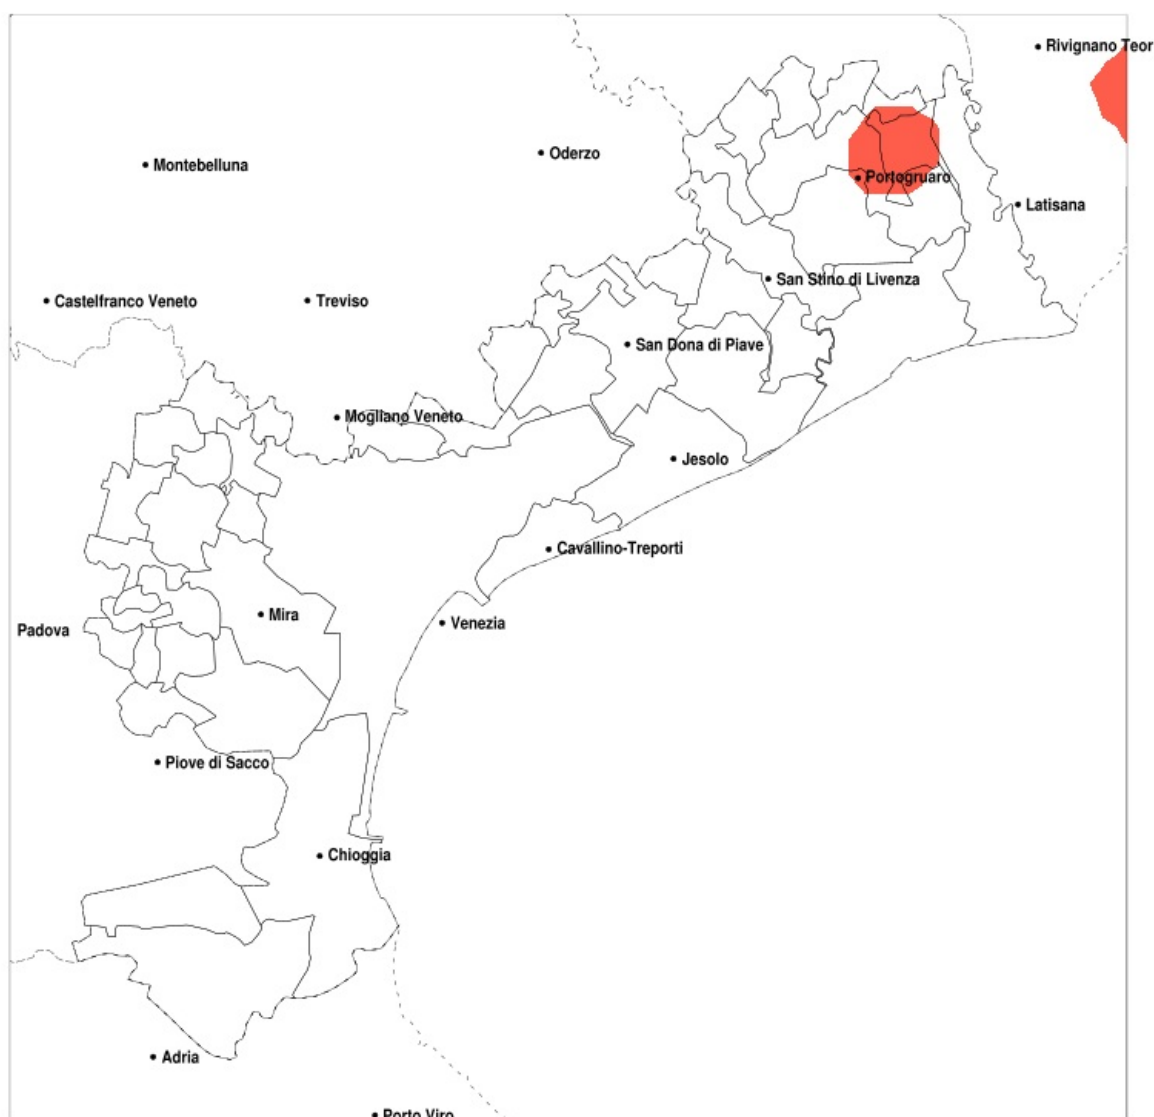 Rivignano Teor
Oderzo
Montebelluna
Portogruaro
Latisana
San Stino di Livenza
Castelfranco Veneto
Treviso
San Dona di Piave
Mogliano Veneto
Jesolo
Cavallino-Treporti
Mira
Venezia
Padova
Piove di Sacco
Chioggia
Adria
Porto Viro